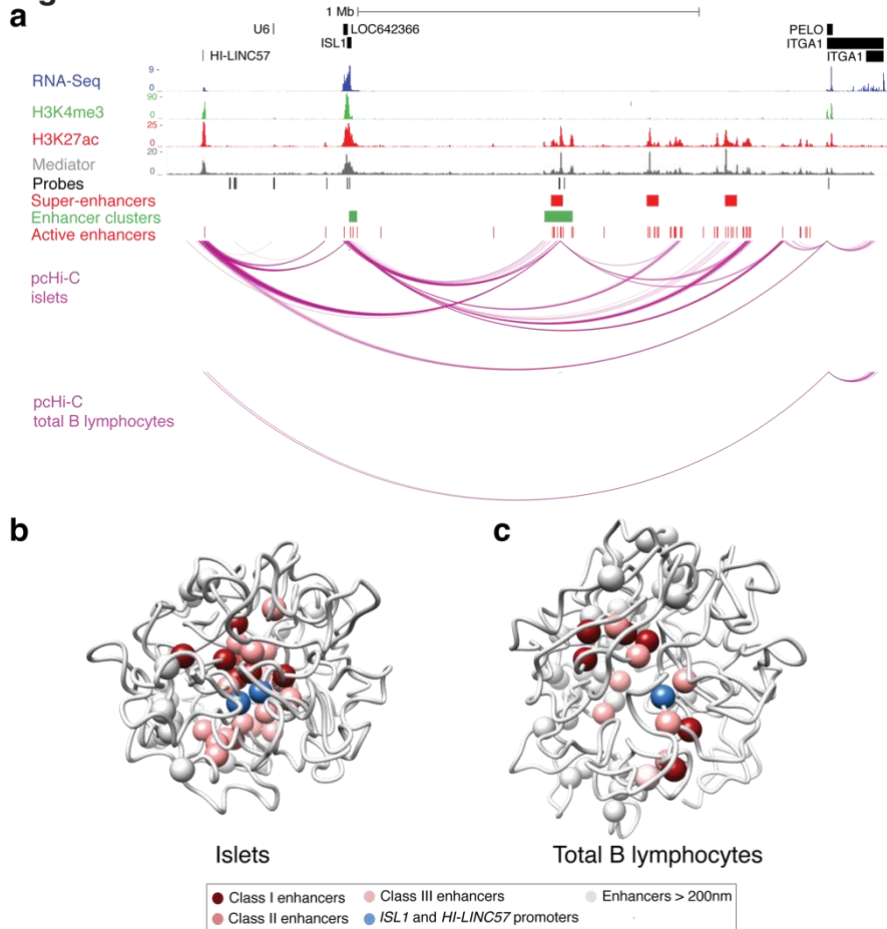 a
1 Mb
U6 LOC642366 PELO
ISL1 ITGA1
HI-LINC57 ITGA1
RNA-Seq 9 0
H3K4me3 90 0
H3K27ac 25 0
Mediator 20 0
Probes
Super-enhancers
Enhancer clusters
Active enhancers
pcHi-C
islets
pcHi-C
total B lymphocytes
b c
Islets Total B lymphocytes
Class I enhancers Class III enhancers Enhancers > 200nm
Class II enhancers ISL1 and HI-LINC57 promoters